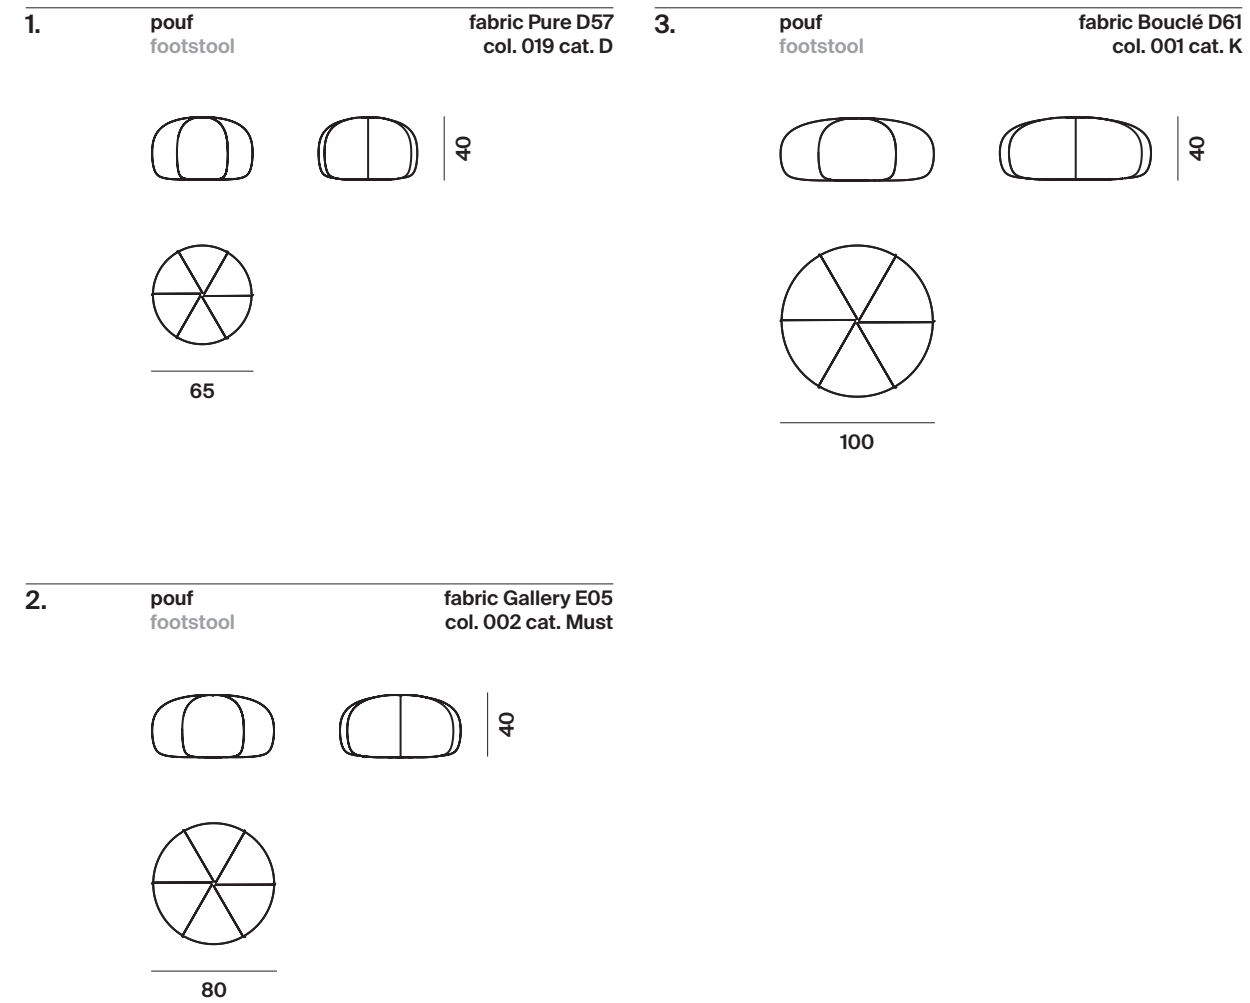 1.
pouf
footstool
fabric Pure D57
col. 019 cat. D
40
65
2.
pouf
footstool
fabric Gallery E05
col. 002 cat. Must
40
80
3.
pouf
footstool
fabric Bouclé D61
col. 001 cat. K
40
100